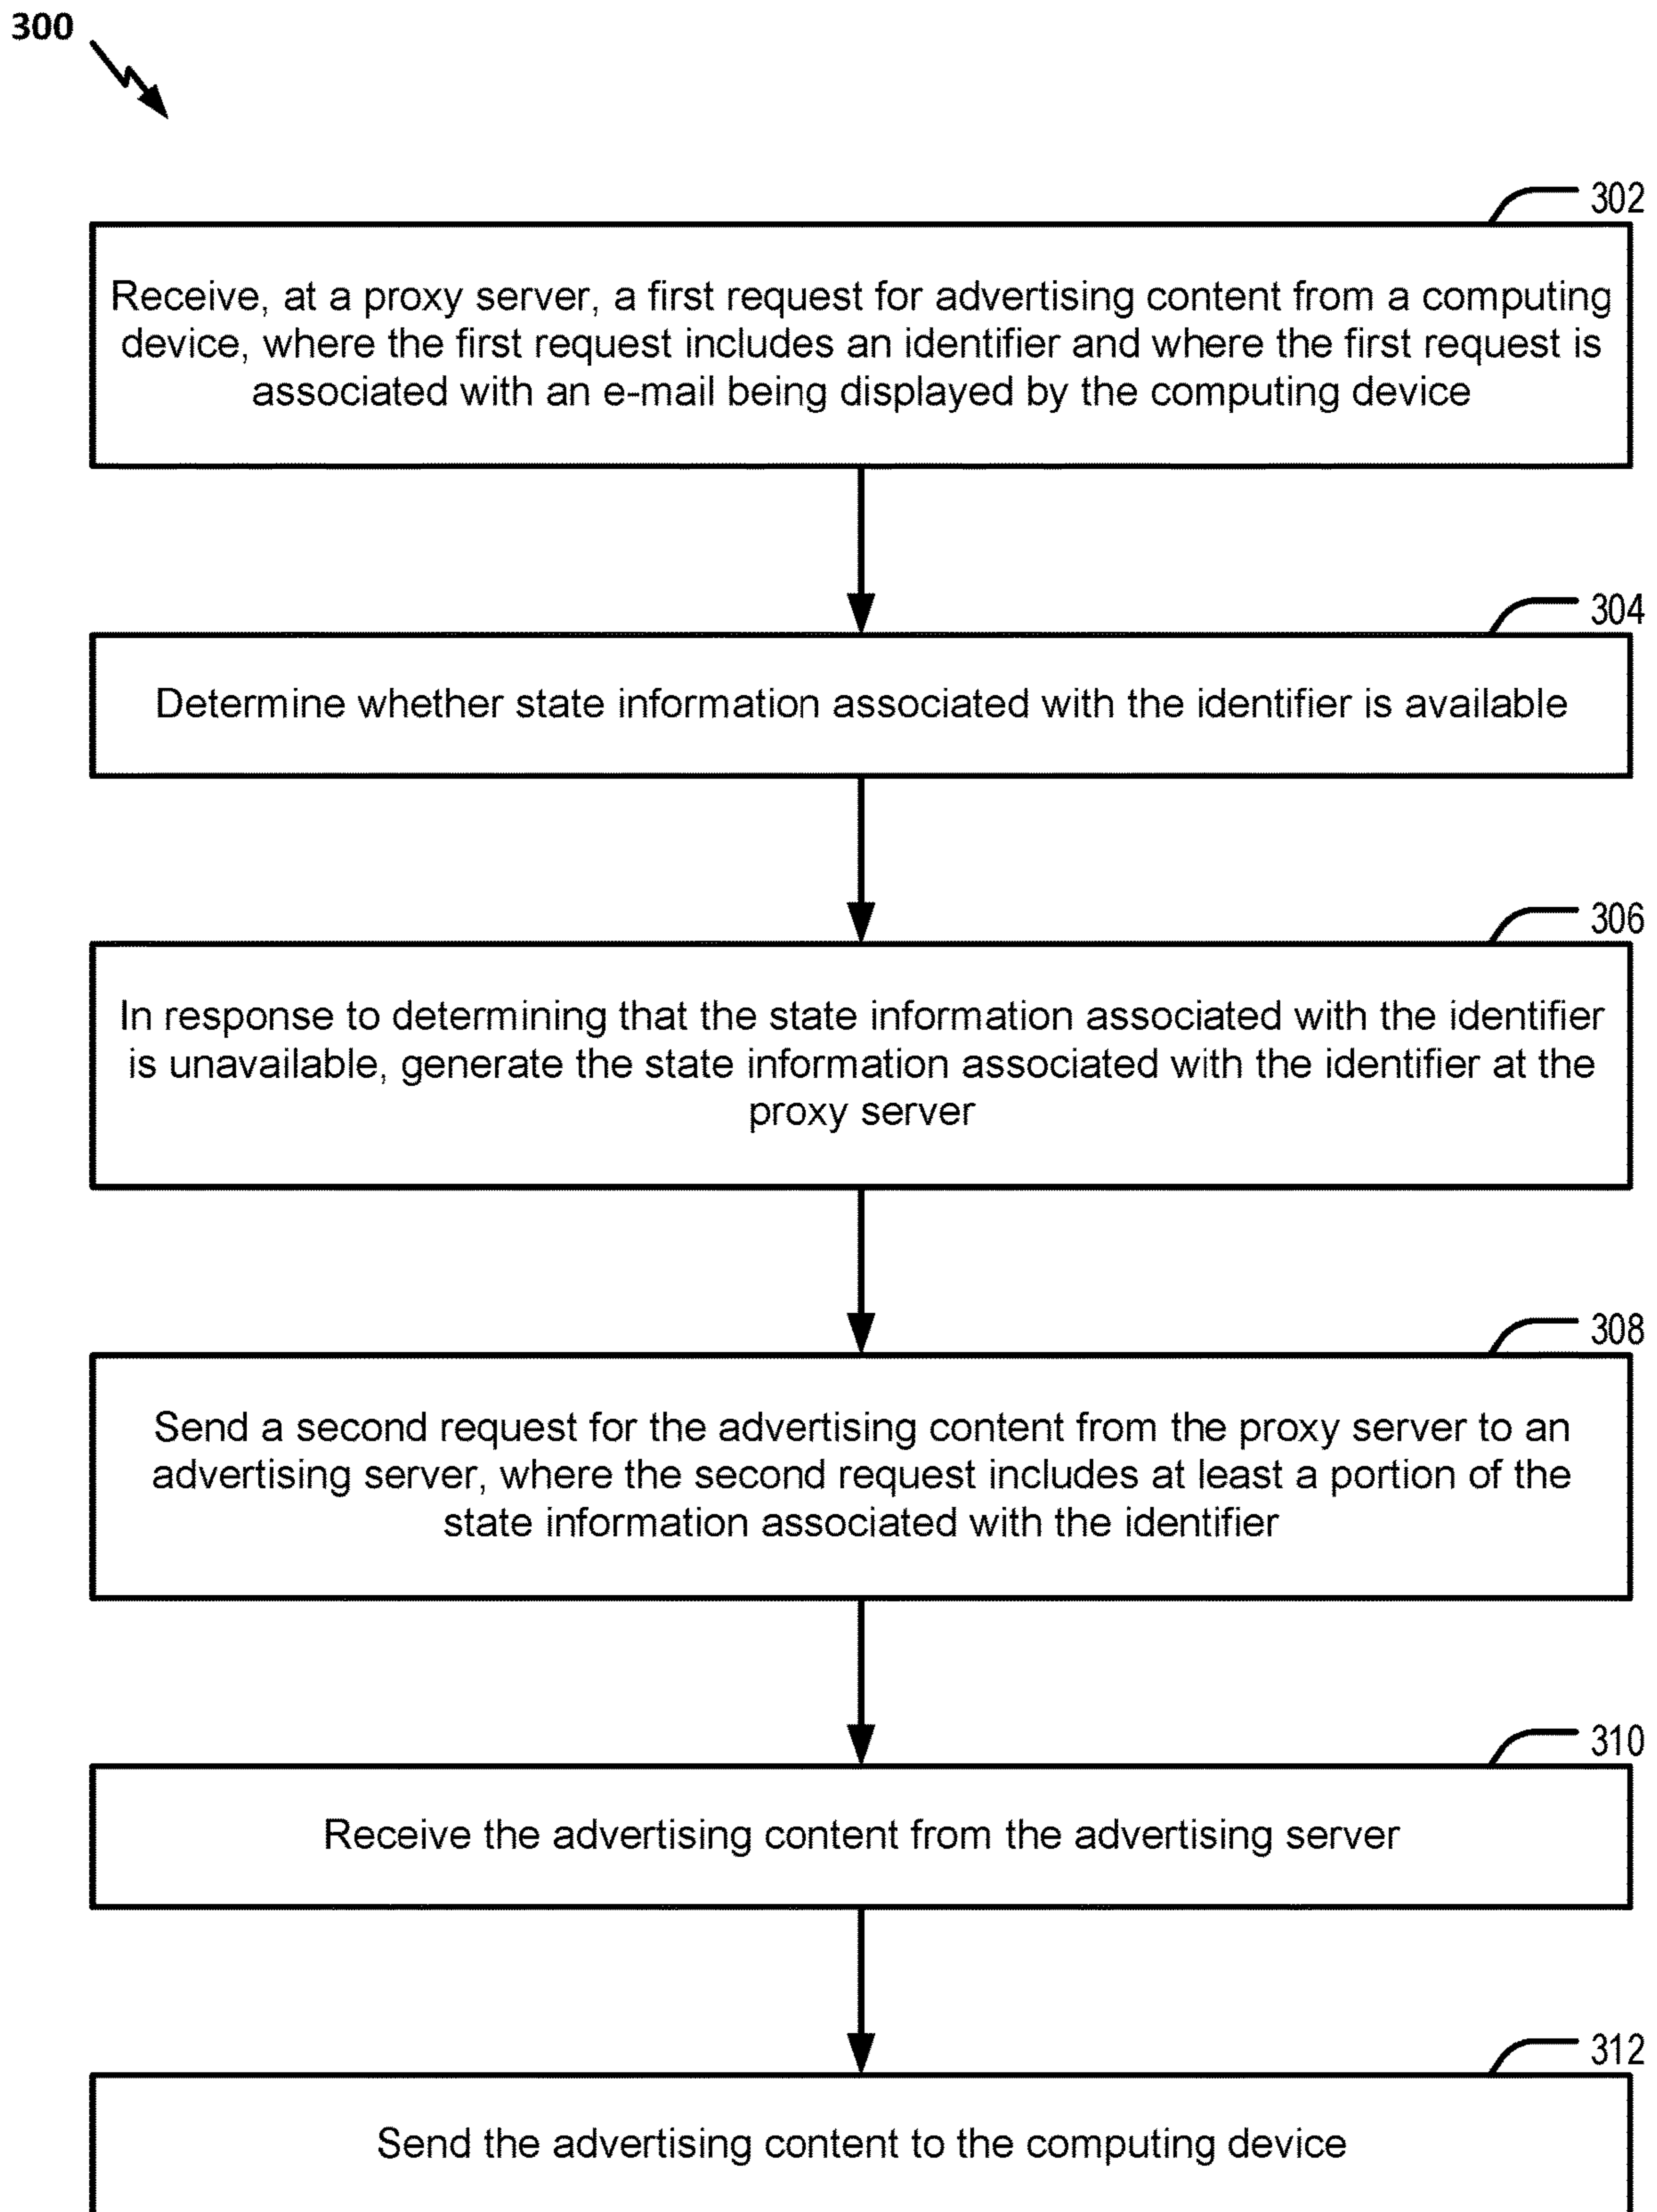 300
302
Receive, at a proxy server, a first request for advertising content from a computing
device, where the first request includes an identifier and where the first request is
associated with an e-mail being displayed by the computing device
304
Determine whether state information associated with the identifier is available
306
In response to determining that the state information associated with the identifier
is unavailable, generate the state information associated with the identifier at the
proxy server
308
Send a second request for the advertising content from the proxy server to an
advertising server, where the second request includes at least a portion of the
state information associated with the identifier
310
Receive the advertising content from the advertising server
312
Send the advertising content to the computing device